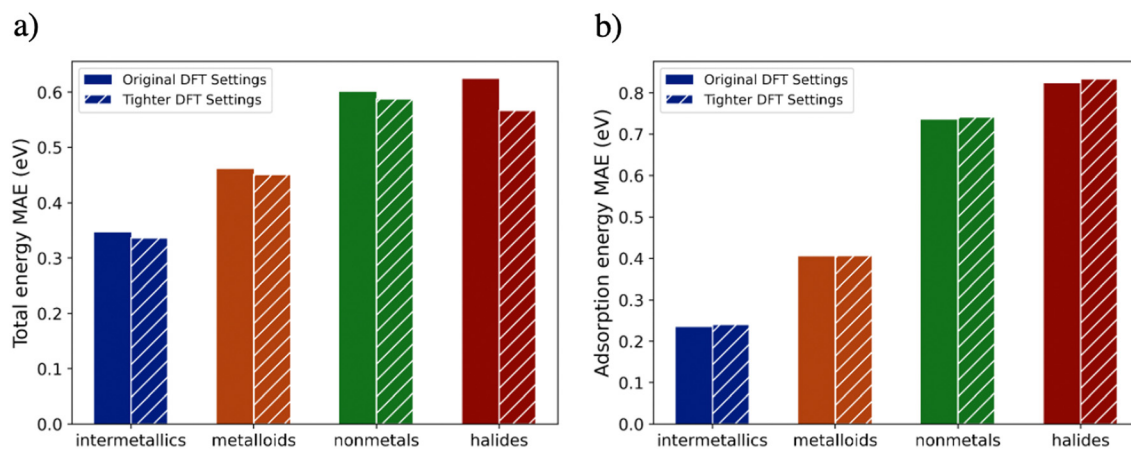 a)
Total energy MAE (eV)
0.6
0.5
0.4
0.3
0.2
0.1
0.0
Original DFT Settings
Tighter DFT Settings
intermetallics metalloids nonmetals halides
b)
Adsorption energy MAE (eV)
0.8
0.7
0.6
0.5
0.4
0.3
0.2
0.1
0.0
Original DFT Settings
Tighter DFT Settings
intermetallics metalloids nonmetals halides